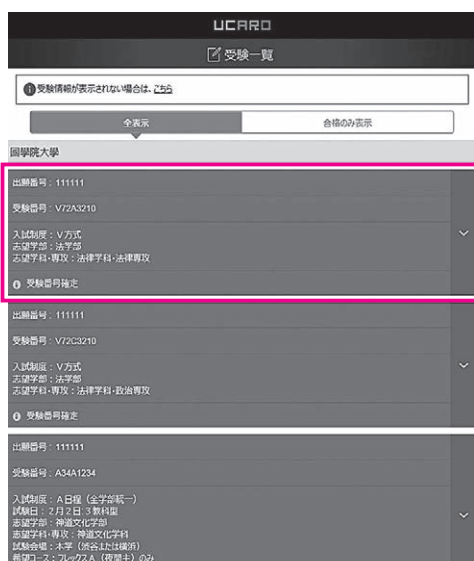 UCARO
受験一覧
受験情報が表示されない場合は、こちら
全表示
合格のみ表示
國學院大學
出願番号：111111
受験番号：V72A3210
入試制度：V方式
志望学部：法学部
志望学科・専攻：法律学科・法律専攻
受験番号確定
出願番号：111111
受験番号：V72C3210
入試制度：V方式
志望学部：法学部
志望学科・専攻：法律学科・政治専攻
受験番号確定
出願番号：111111
受験番号：A34A1234
入試制度：A日程（全学部統一）
試験日：2月2日:3教科型
志望学部：神道文化学部
志望学科・専攻：神道文化学科
試験会場：本学（渋谷または横浜）
希望コース：フレックスA（夜間主）のみ